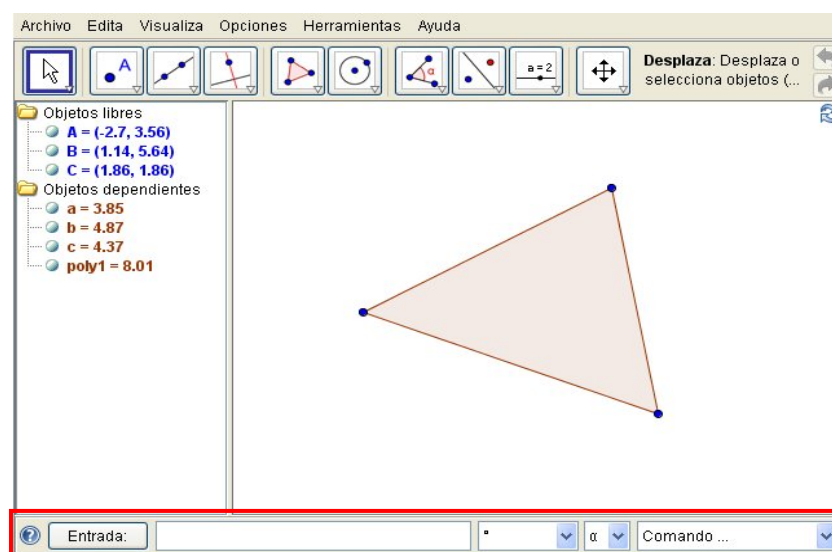 Archivo Edita Visualiza Opciones Herramientas Ayuda
A α a = 2
Desplaza: Desplaza o
selecciona objetos (...
Objetos libres
A = (-2.7, 3.56)
B = (1.14, 5.64)
C = (1.86, 1.86)
Objetos dependientes
a = 3.85
b = 4.87
c = 4.37
poly1 = 8.01
Entrada: ° α Comando ...